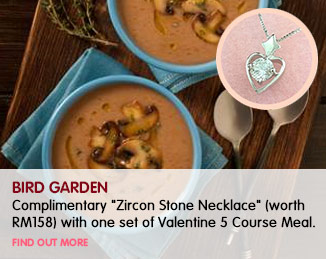 BIRD GARDEN
Complimentary "Zircon Stone Necklace" (worth
RM158) with one set of Valentine 5 Course Meal.
FIND OUT MORE